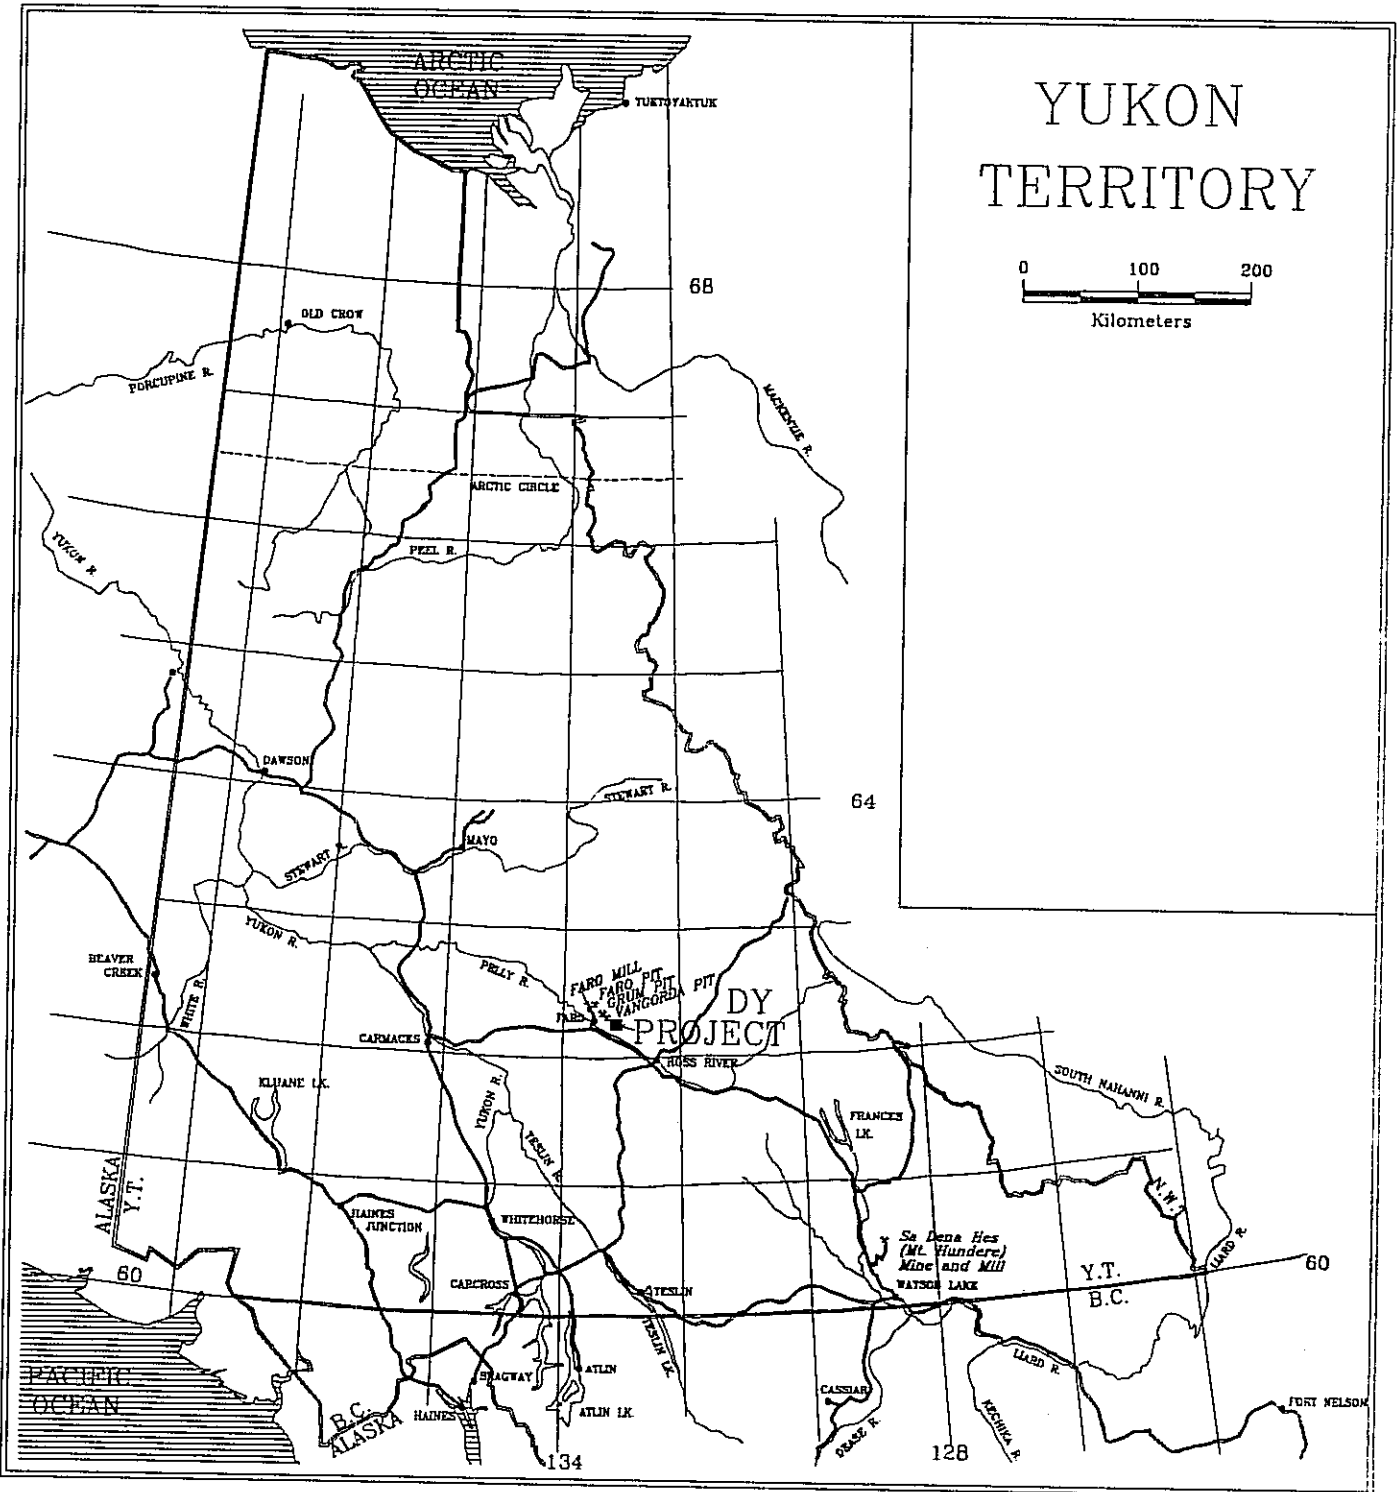 YUKON
TERRITORY
0 100 200
Kilometers
ARCTIC
OCEAN
TUKTOYAKTUK
68
OLD CROW
PORCUPINE R.
MACKENZIE R.
ARCTIC CIRCLE
PEEL R.
YUKON R.
DAWSON
STEWART R.
64
MAYO
STEWART R.
YUKON R.
BEAVER
CREEK
WHITE R.
PELLY R.
FARO MILL
FARO PIT
GRUM PIT
VANGORDA PIT
FARO
DY
PROJECT
CARMACKS
ROSS RIVER
KLUANE LK.
YUKON R.
TESLIN R.
FRANCES
LK.
SOUTH NAHANNI R.
ALASKA
Y.T.
HAINES
JUNCTION
WHITEHORSE
N.W.T.
LIARD R.
Sa Dena Hes
(Mt. Hundere)
Mine and Mill
60
CARCROSS
TESLIN
WATSON LAKE
Y.T.
B.C.
60
TESLIN LK.
LIARD R.
PACIFIC
OCEAN
SKAGWAY
ATLIN
CASSIAR
B.C.
ALASKA
HAINES
ATLIN LK.
DEASE R.
KECHIKA R.
FORT NELSON
134
128